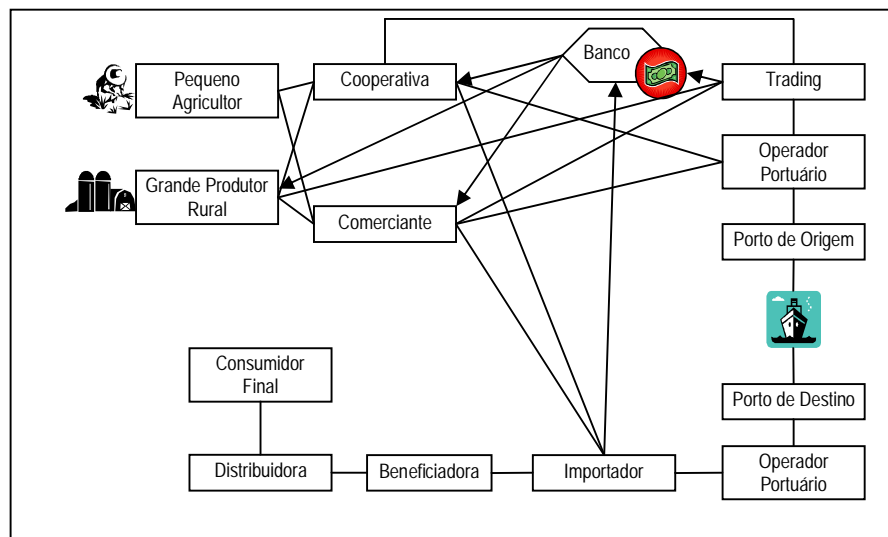 Pequeno
Agricultor
Cooperativa
Banco
Trading
Grande Produtor
Rural
Comerciante
Operador
Portuário
Porto de Origem
Consumidor
Final
Porto de Destino
Distribuidora
Beneficiadora
Importador
Operador
Portuário